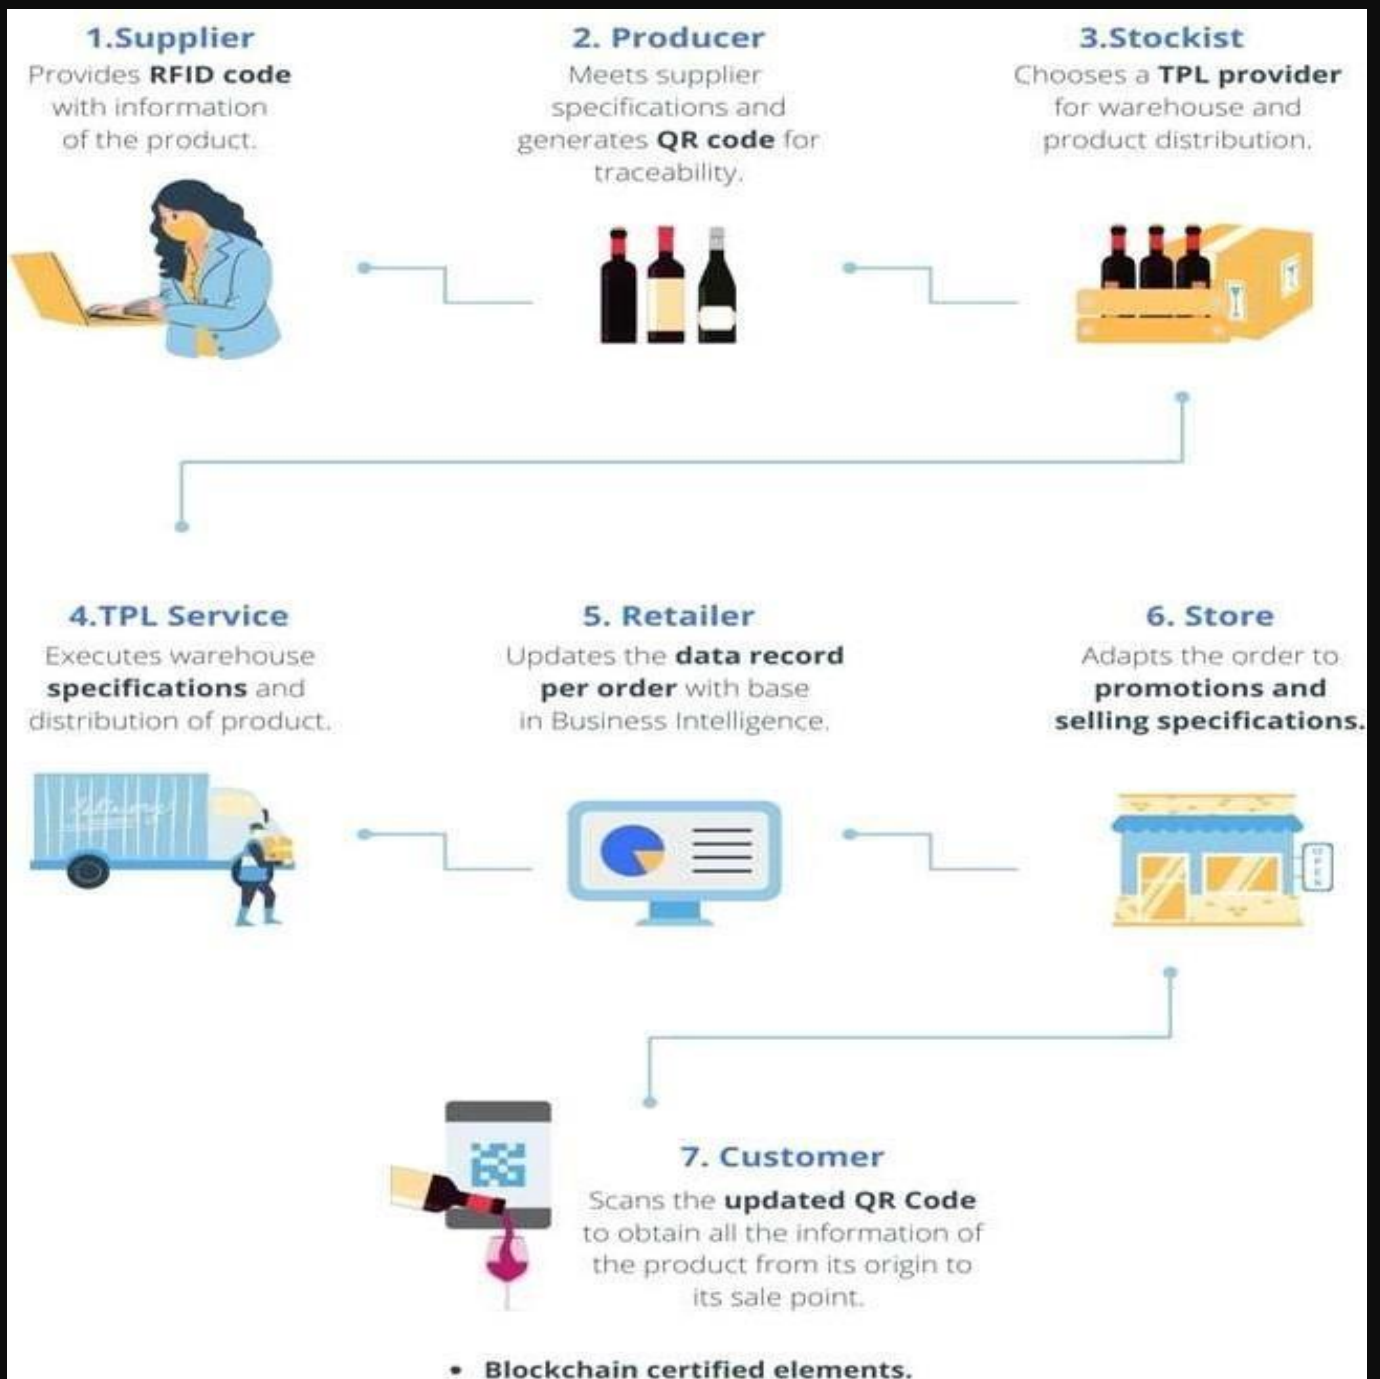 1.Supplier
Provides RFID code
with information
of the product.
2. Producer
Meets supplier
specifications and
generates QR code for
traceability.
3.Stockist
Chooses a TPL provider
for warehouse and
product distribution.
4.TPL Service
Executes warehouse
specifications and
distribution of product.
delivery
5. Retailer
Updates the data record
per order with base
in Business Intelligence.
6. Store
Adapts the order to
promotions and
selling specifications.
OPEN
7. Customer
Scans the updated QR Code
to obtain all the information of
the product from its origin to
its sale point.
• Blockchain certified elements.